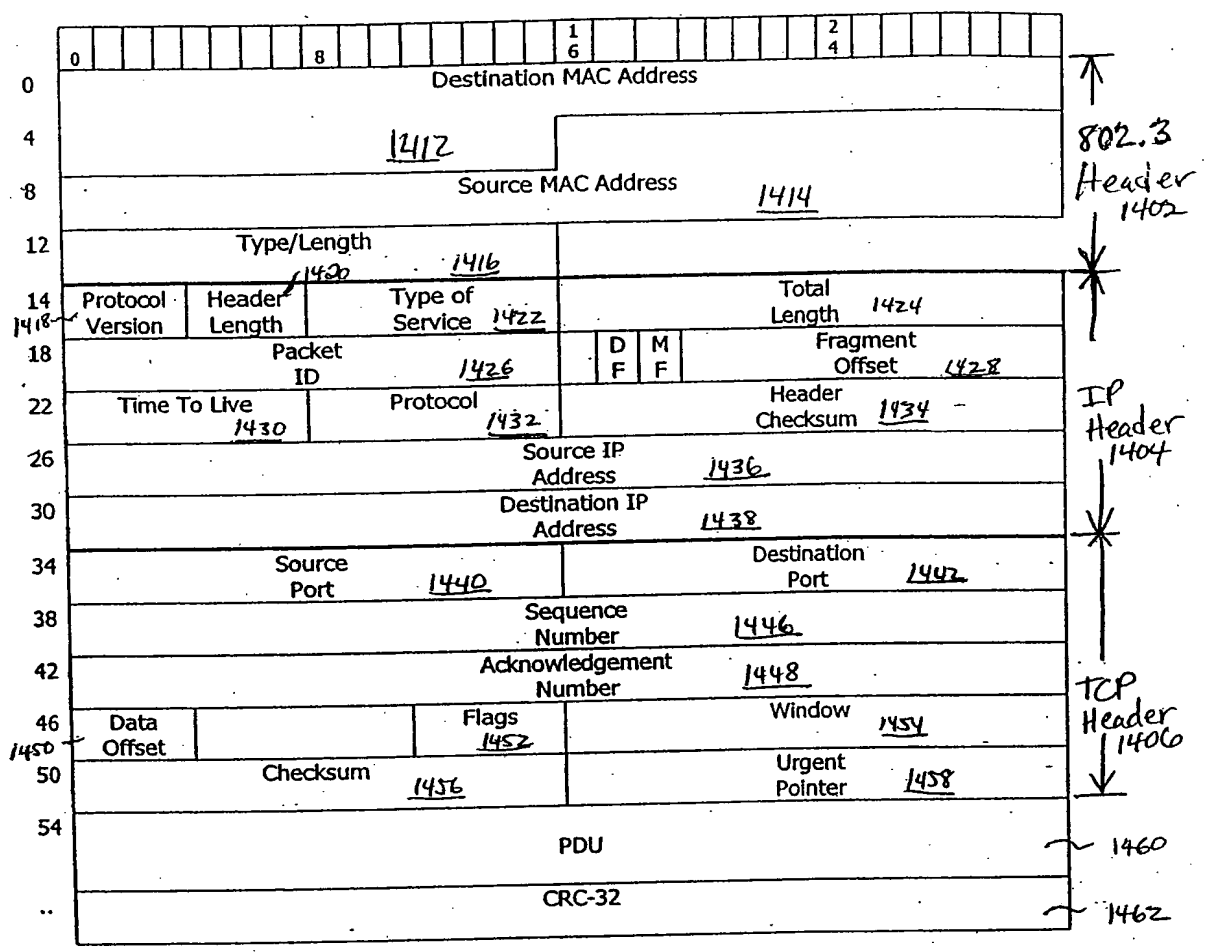 0 8 16 24
0 Destination MAC Address
4 1412
802.3
Header
1402
8 Source MAC Address 1414
12 Type/Length 1416
1420
14 Protocol Version Header Length Type of Service 1422 Total Length 1424
1418
18 Packet ID 1426 DF MF Fragment Offset 1428
22 Time To Live 1430 Protocol 1432 Header Checksum 1434
IP
Header
1404
26 Source IP Address 1436
30 Destination IP Address 1438
34 Source Port 1440 Destination Port 1442
38 Sequence Number 1446
42 Acknowledgement Number 1448
TCP
Header
1406
46 Data Offset Flags 1452 Window 1454
1450
50 Checksum 1456 Urgent Pointer 1458
54 PDU 1460
.. CRC-32 1462